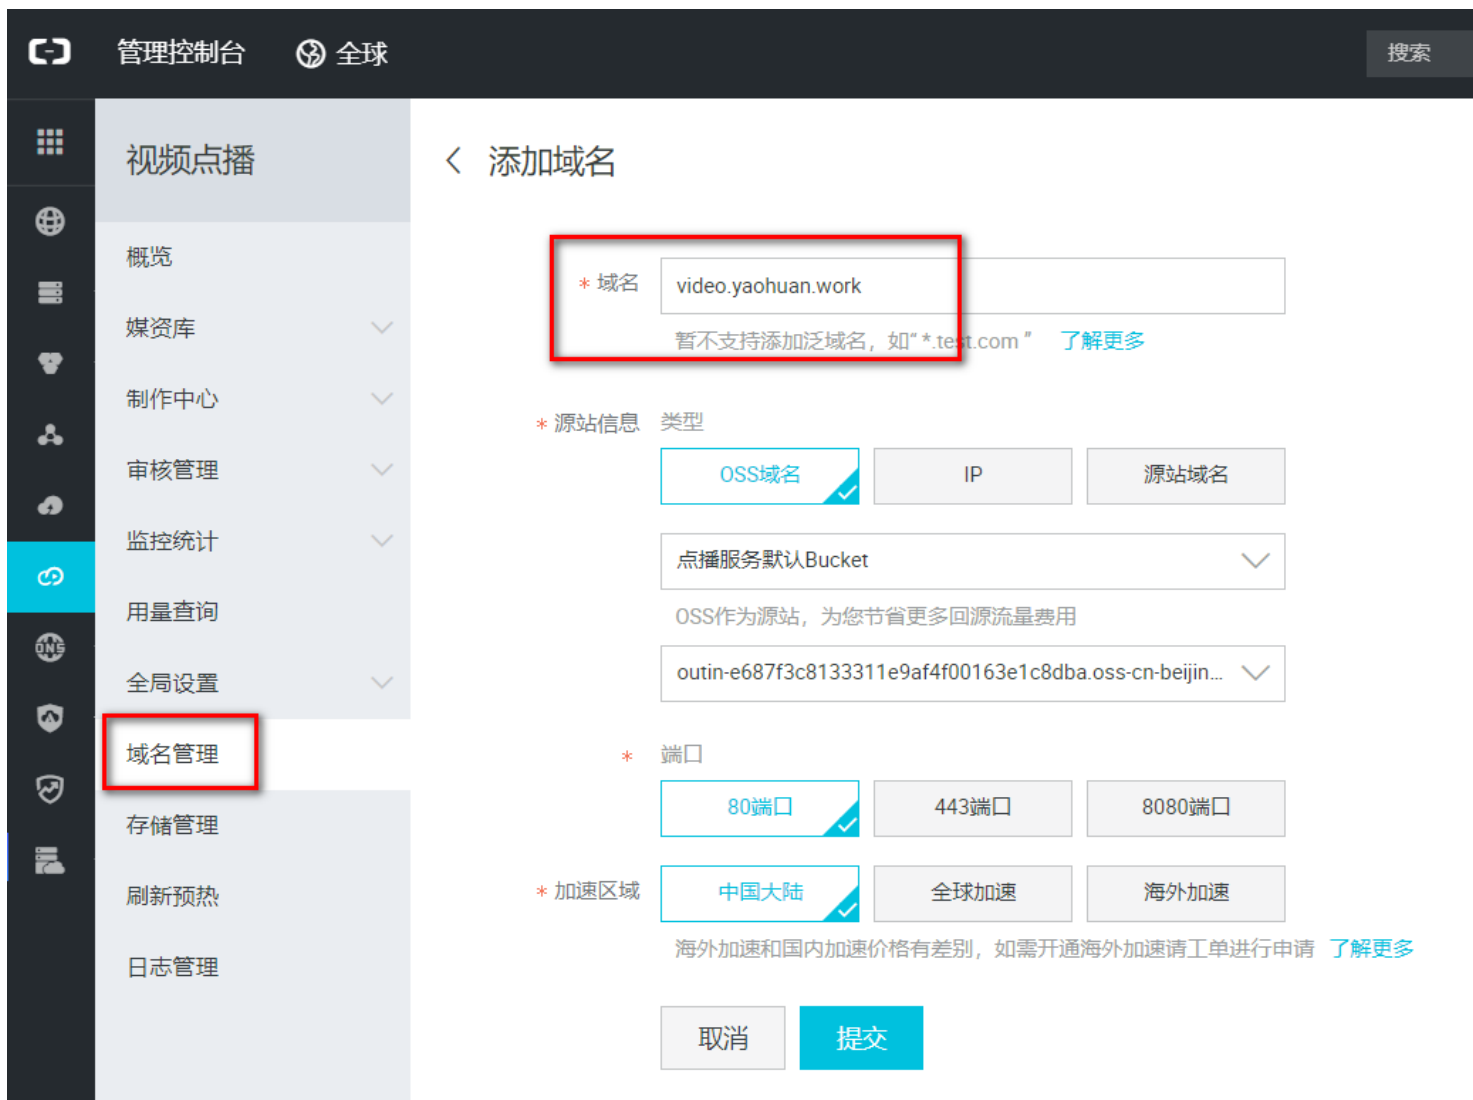 管理控制台 全球 搜索
视频点播
概览
媒资库
制作中心
审核管理
监控统计
用量查询
全局设置
域名管理
存储管理
刷新预热
日志管理
添加域名
* 域名 video.yaohuan.work
暂不支持添加泛域名，如“ *.test.com ” 了解更多
* 源站信息 类型
OSS域名 IP 源站域名
点播服务默认Bucket
OSS作为源站，为您节省更多回源流量费用
outin-e687f3c8133311e9af4f00163e1c8dba.oss-cn-beijin...
* 端口
80端口 443端口 8080端口
* 加速区域 中国大陆 全球加速 海外加速
海外加速和国内加速价格有差别，如需开通海外加速请工单进行申请 了解更多
取消 提交
DNS